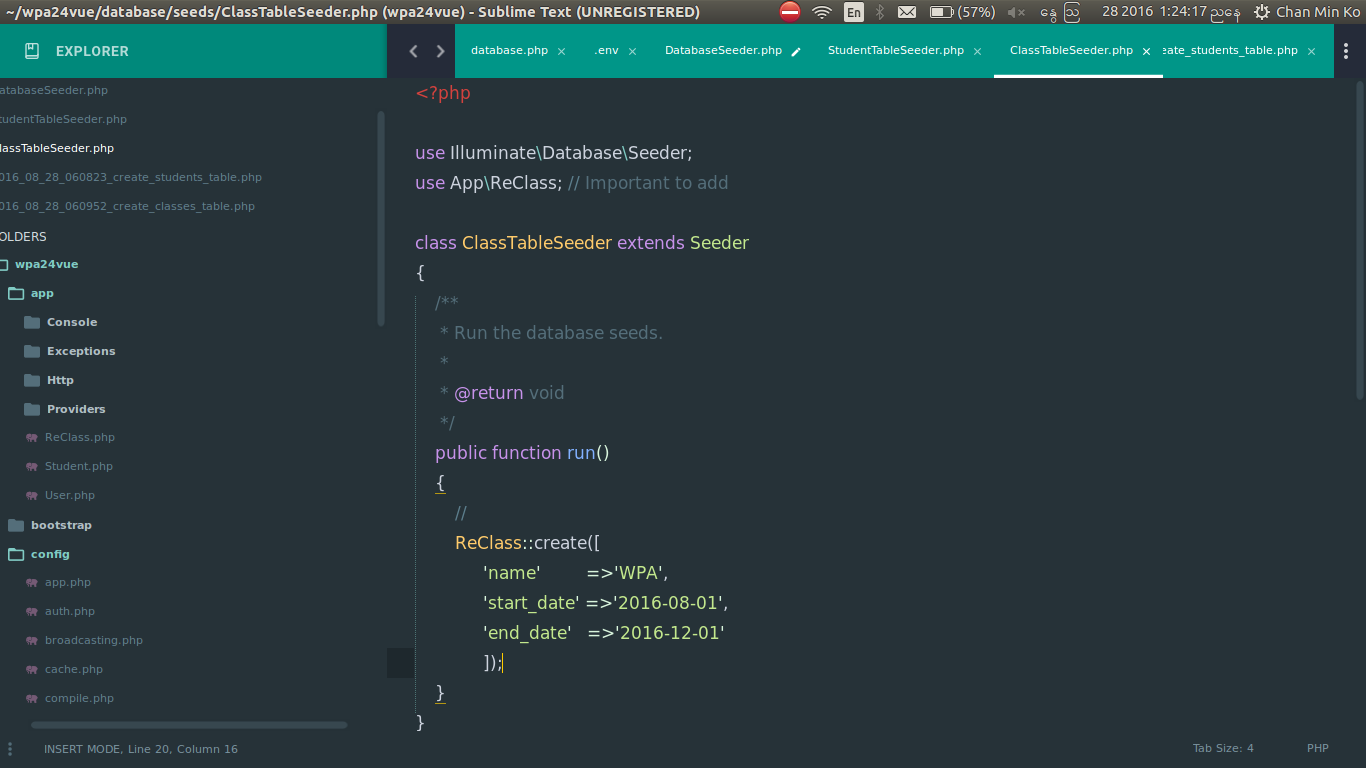 ~/wpa24vue/database/seeds/ClassTableSeeder.php (wpa24vue) - Sublime Text (UNREGISTERED)
En (57%) 28 2016 1:24:17 ညနေ Chan Min Ko
EXPLORER
database.php × .env × DatabaseSeeder.php StudentTableSeeder.php × ClassTableSeeder.php × eate_students_table.php ×
atabaseSeeder.php
tudentTableSeeder.php
lassTableSeeder.php
016_08_28_060823_create_students_table.php
016_08_28_060952_create_classes_table.php
OLDERS
wpa24vue
app
Console
Exceptions
Http
Providers
ReClass.php
Student.php
User.php
bootstrap
config
app.php
auth.php
broadcasting.php
cache.php
compile.php
<?php
use Illuminate\Database\Seeder;
use App\ReClass; // Important to add
class ClassTableSeeder extends Seeder
{
/**
* Run the database seeds.
*
* @return void
*/
public function run()
{
//
ReClass::create([
'name' =>'WPA',
'start_date' =>'2016-08-01',
'end_date' =>'2016-12-01'
]);
}
}
INSERT MODE, Line 20, Column 16
Tab Size: 4 PHP